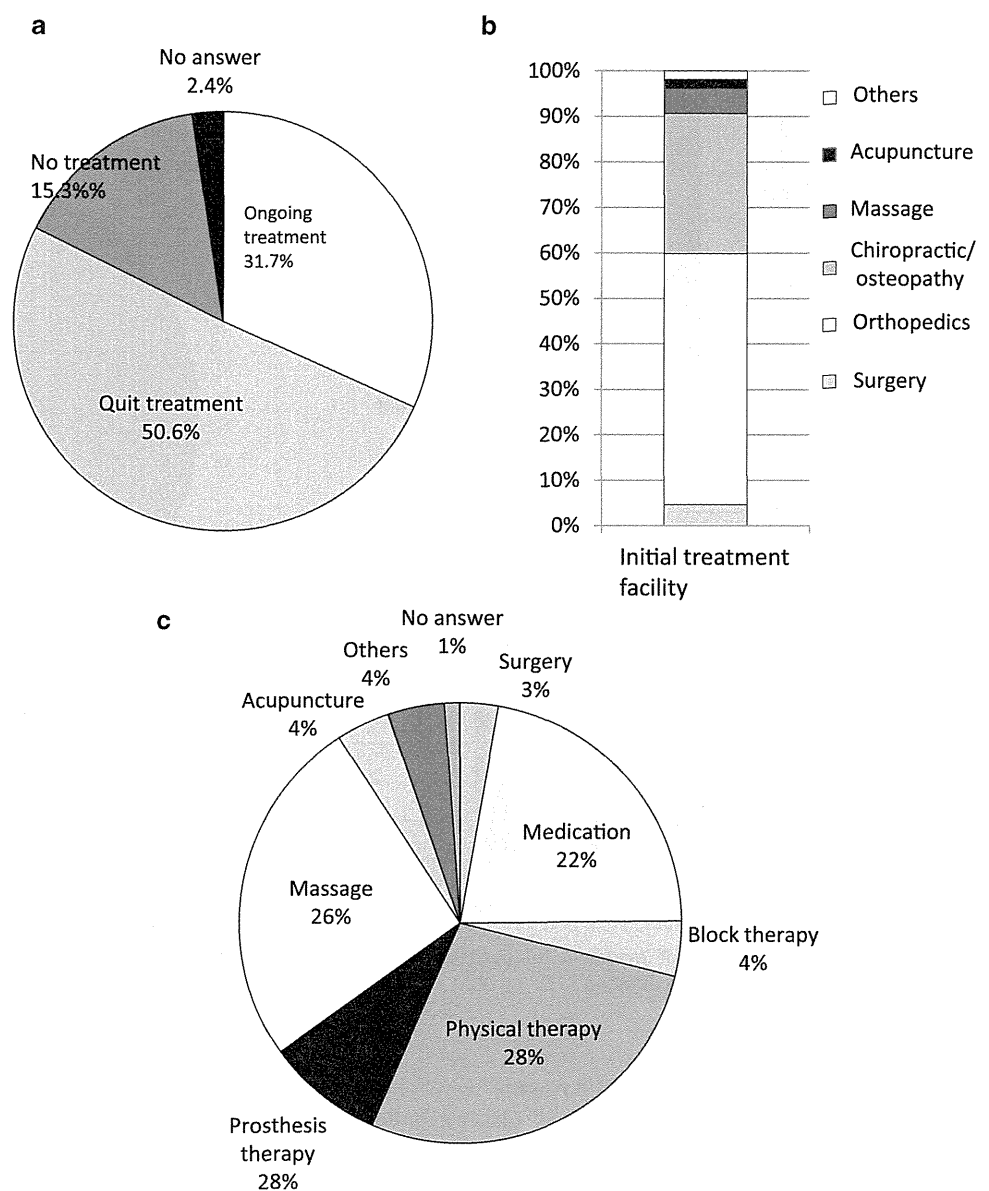 a
No answer
2.4%
No treatment
15.3%%
Ongoing
treatment
31.7%
Quit treatment
50.6%
b
100%
90%
80%
70%
60%
50%
40%
30%
20%
10%
0%
Initial treatment
facility
Others
Acupuncture
Massage
Chiropractic/
osteopathy
Orthopedics
Surgery
c
No answer
1%
Others
4%
Surgery
3%
Acupuncture
4%
Medication
22%
Massage
26%
Block therapy
4%
Physical therapy
28%
Prosthesis
therapy
28%